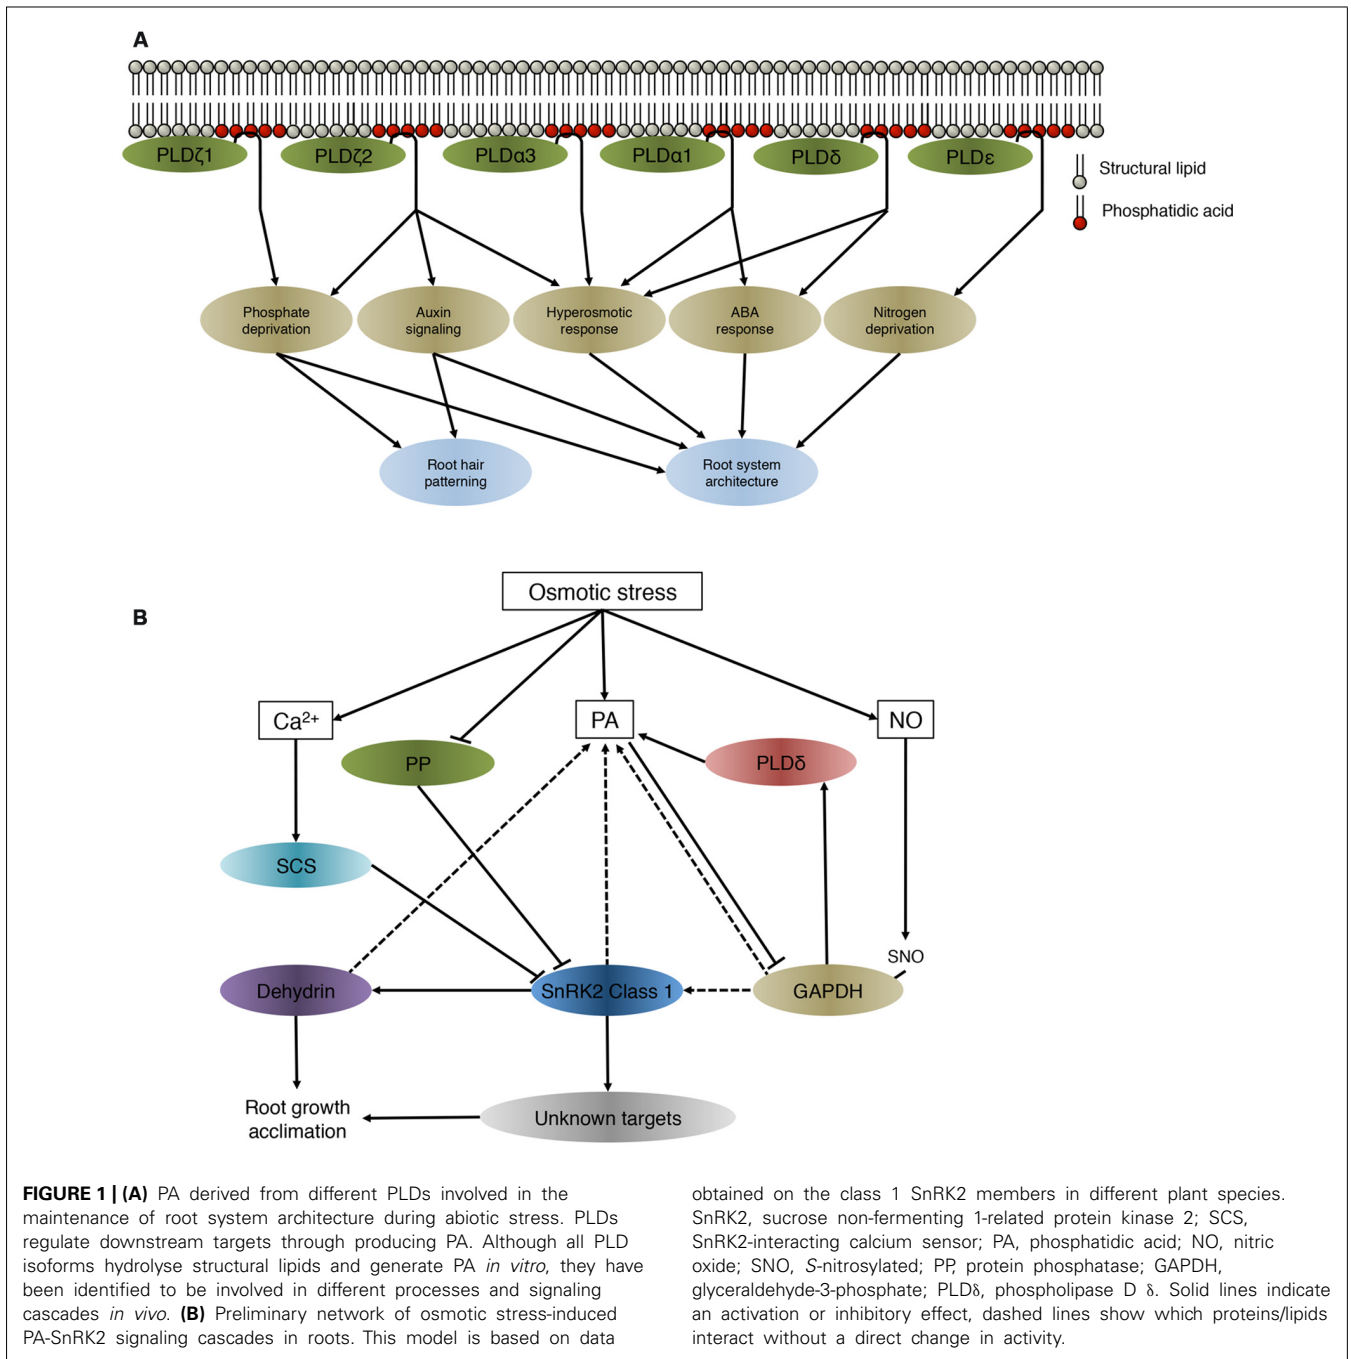 A
PLDζ1
PLDζ2
PLDα3
PLDα1
PLDδ
PLDε
Structural lipid
Phosphatidic acid
Phosphate
deprivation
Auxin
signaling
Hyperosmotic
response
ABA
response
Nitrogen
deprivation
Root hair
patterning
Root system
architecture
B
Osmotic stress
Ca²⁺
PA
NO
PP
PLDδ
SCS
SNO
Dehydrin
SnRK2 Class 1
GAPDH
Root growth
acclimation
Unknown targets
FIGURE 1 | (A) PA derived from different PLDs involved in the
maintenance of root system architecture during abiotic stress. PLDs
regulate downstream targets through producing PA. Although all PLD
isoforms hydrolyse structural lipids and generate PA in vitro, they have
been identified to be involved in different processes and signaling
cascades in vivo. (B) Preliminary network of osmotic stress-induced
PA-SnRK2 signaling cascades in roots. This model is based on data
obtained on the class 1 SnRK2 members in different plant species.
SnRK2, sucrose non-fermenting 1-related protein kinase 2; SCS,
SnRK2-interacting calcium sensor; PA, phosphatidic acid; NO, nitric
oxide; SNO, S-nitrosylated; PP, protein phosphatase; GAPDH,
glyceraldehyde-3-phosphate; PLDδ, phospholipase D δ. Solid lines indicate
an activation or inhibitory effect, dashed lines show which proteins/lipids
interact without a direct change in activity.